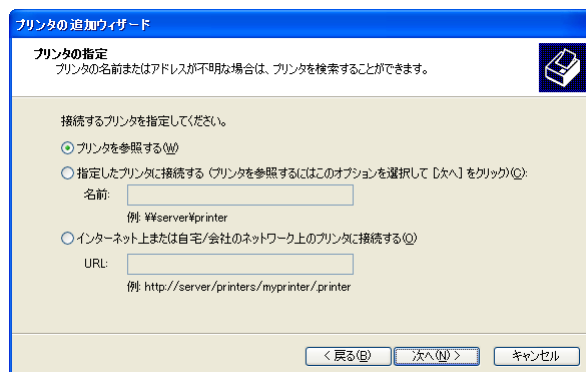 プリンタの追加ウィザード
プリンタの指定
プリンタの名前またはアドレスが不明な場合は、プリンタを検索することができます。
接続するプリンタを指定してください。
プリンタを参照する(W)
指定したプリンタに接続する (プリンタを参照するにはこのオプションを選択して [次へ] をクリック)(C):
名前:
例: ¥¥server¥printer
インターネット上または自宅/会社のネットワーク上のプリンタに接続する(O)
URL:
例: http://server/printers/myprinter/.printer
< 戻る(B) 次へ(N) > キャンセル